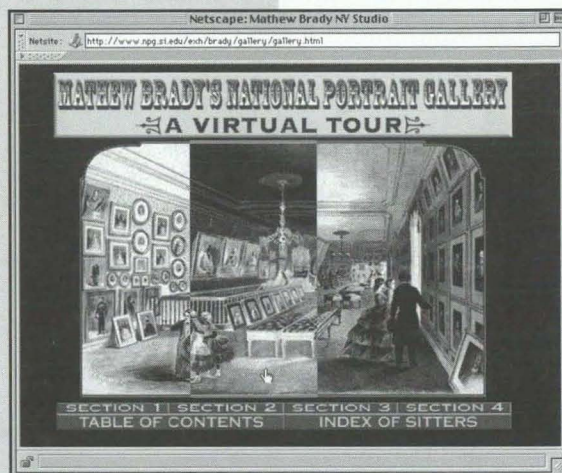 Netscape: Mathew Brady NY Studio
Netsite: http://www.npg.si.edu/exh/brady/gallery/gallery.html
MATHEW BRADY'S NATIONAL PORTRAIT GALLERY
A VIRTUAL TOUR
SECTION 1 | SECTION 2 | SECTION 3 | SECTION 4
TABLE OF CONTENTS INDEX OF SITTERS